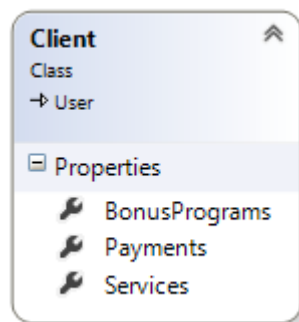 Client
Class
User
Properties
BonusPrograms
Payments
Services